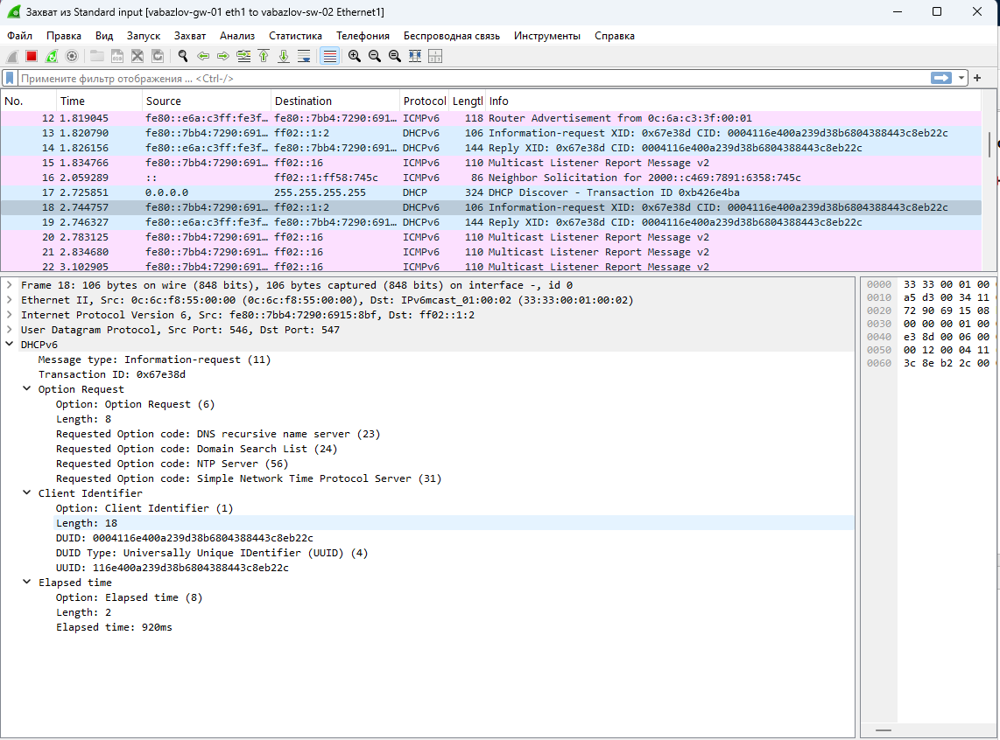 Захват из Standard input [vabazlov-gw-01 eth1 to vabazlov-sw-02 Ethernet1]
Файл Правка Вид Запуск Захват Анализ Статистика Телефония Беспроводная связь Инструменты Справка
Примените фильтр отображения ... <Ctrl-/>
No. Time Source Destination Protocol Lengtl Info
12 1.819045 fe80::e6a:c3ff:fe3f… fe80::7bb4:7290:691… ICMPv6 118 Router Advertisement from 0c:6a:c3:3f:00:01
13 1.820790 fe80::7bb4:7290:691… ff02::1:2 DHCPv6 106 Information-request XID: 0x67e38d CID: 0004116e400a239d38b6804388443c8eb22c
14 1.826156 fe80::e6a:c3ff:fe3f… fe80::7bb4:7290:691… DHCPv6 144 Reply XID: 0x67e38d CID: 0004116e400a239d38b6804388443c8eb22c
15 1.834766 fe80::7bb4:7290:691… ff02::16 ICMPv6 110 Multicast Listener Report Message v2
16 2.059289 :: ff02::1:ff58:745c ICMPv6 86 Neighbor Solicitation for 2000::c469:7891:6358:745c
17 2.725851 0.0.0.0 255.255.255.255 DHCP 324 DHCP Discover - Transaction ID 0xb426e4ba
18 2.744757 fe80::7bb4:7290:691… ff02::1:2 DHCPv6 106 Information-request XID: 0x67e38d CID: 0004116e400a239d38b6804388443c8eb22c
19 2.746327 fe80::e6a:c3ff:fe3f… fe80::7bb4:7290:691… DHCPv6 144 Reply XID: 0x67e38d CID: 0004116e400a239d38b6804388443c8eb22c
20 2.783125 fe80::7bb4:7290:691… ff02::16 ICMPv6 110 Multicast Listener Report Message v2
21 2.834680 fe80::7bb4:7290:691… ff02::16 ICMPv6 110 Multicast Listener Report Message v2
22 3.102905 fe80::7bb4:7290:691… ff02::16 ICMPv6 110 Multicast Listener Report Message v2
Frame 18: 106 bytes on wire (848 bits), 106 bytes captured (848 bits) on interface -, id 0
Ethernet II, Src: 0c:6c:f8:55:00:00 (0c:6c:f8:55:00:00), Dst: IPv6mcast_01:00:02 (33:33:00:01:00:02)
Internet Protocol Version 6, Src: fe80::7bb4:7290:6915:8bf, Dst: ff02::1:2
User Datagram Protocol, Src Port: 546, Dst Port: 547
DHCPv6
Message type: Information-request (11)
Transaction ID: 0x67e38d
Option Request
Option: Option Request (6)
Length: 8
Requested Option code: DNS recursive name server (23)
Requested Option code: Domain Search List (24)
Requested Option code: NTP Server (56)
Requested Option code: Simple Network Time Protocol Server (31)
Client Identifier
Option: Client Identifier (1)
Length: 18
DUID: 0004116e400a239d38b6804388443c8eb22c
DUID Type: Universally Unique IDentifier (UUID) (4)
UUID: 116e400a239d38b6804388443c8eb22c
Elapsed time
Option: Elapsed time (8)
Length: 2
Elapsed time: 920ms
0000 33 33 00 01 00
0010 a5 d3 00 34 11
0020 72 90 69 15 08
0030 00 00 00 01 00
0040 e3 8d 00 06 00
0050 00 12 00 04 11
0060 3c 8e b2 2c 00